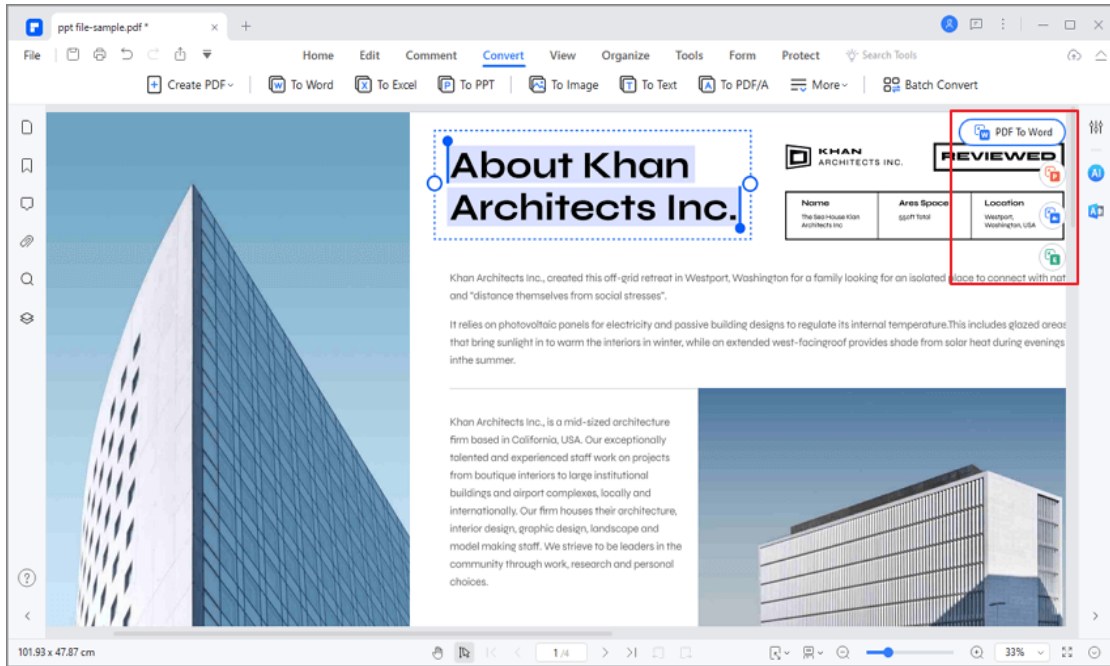 ppt file-sample.pdf *
File Home Edit Comment Convert View Organize Tools Form Protect Search Tools
Create PDF To Word To Excel To PPT To Image To Text To PDF/A More Batch Convert
PDF To Word
About Khan
Architects Inc.
KHAN
ARCHITECTS INC.
REVIEWED
Name Ares Space Location
The Sea House Klan
Architects Inc
550ft Total
Westport,
Washington, USA
Khan Architects Inc., created this off-grid retreat in Westport, Washington for a family looking for an isolated place to connect with nat
and "distance themselves from social stresses".
It relies on photovoltaic panels for electricity and passive building designs to regulate its internal temperature.This includes glazed areas
that bring sunlight in to warm the interiors in winter, while an extended west-facingroof provides shade from solar heat during evenings
inthe summer.
Khan Architects Inc., is a mid-sized architecture
firm based in California, USA. Our exceptionally
talented and experienced staff work on projects
from boutique interiors to large institutional
buildings and airport complexes, locally and
internationally. Our firm houses their architecture,
interior design, graphic design, landscape and
model making staff. We strieve to be leaders in the
community through work, research and personal
choices.
101.93 x 47.87 cm 1/4 33%